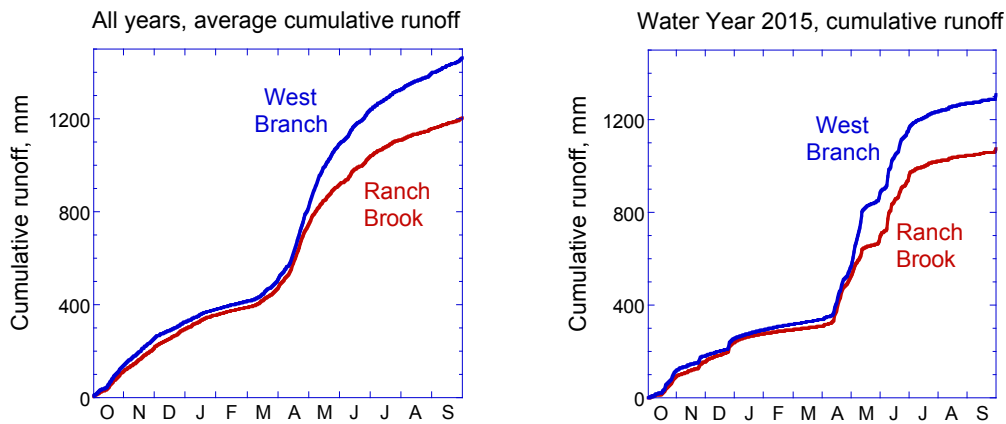 All years, average cumulative runoff
Cumulative runoff, mm
1200
800
400
0
West
Branch
Ranch
Brook
O N D J F M A M J J A S
Water Year 2015, cumulative runoff
Cumulative runoff, mm
1200
800
400
0
West
Branch
Ranch
Brook
O N D J F M A M J J A S